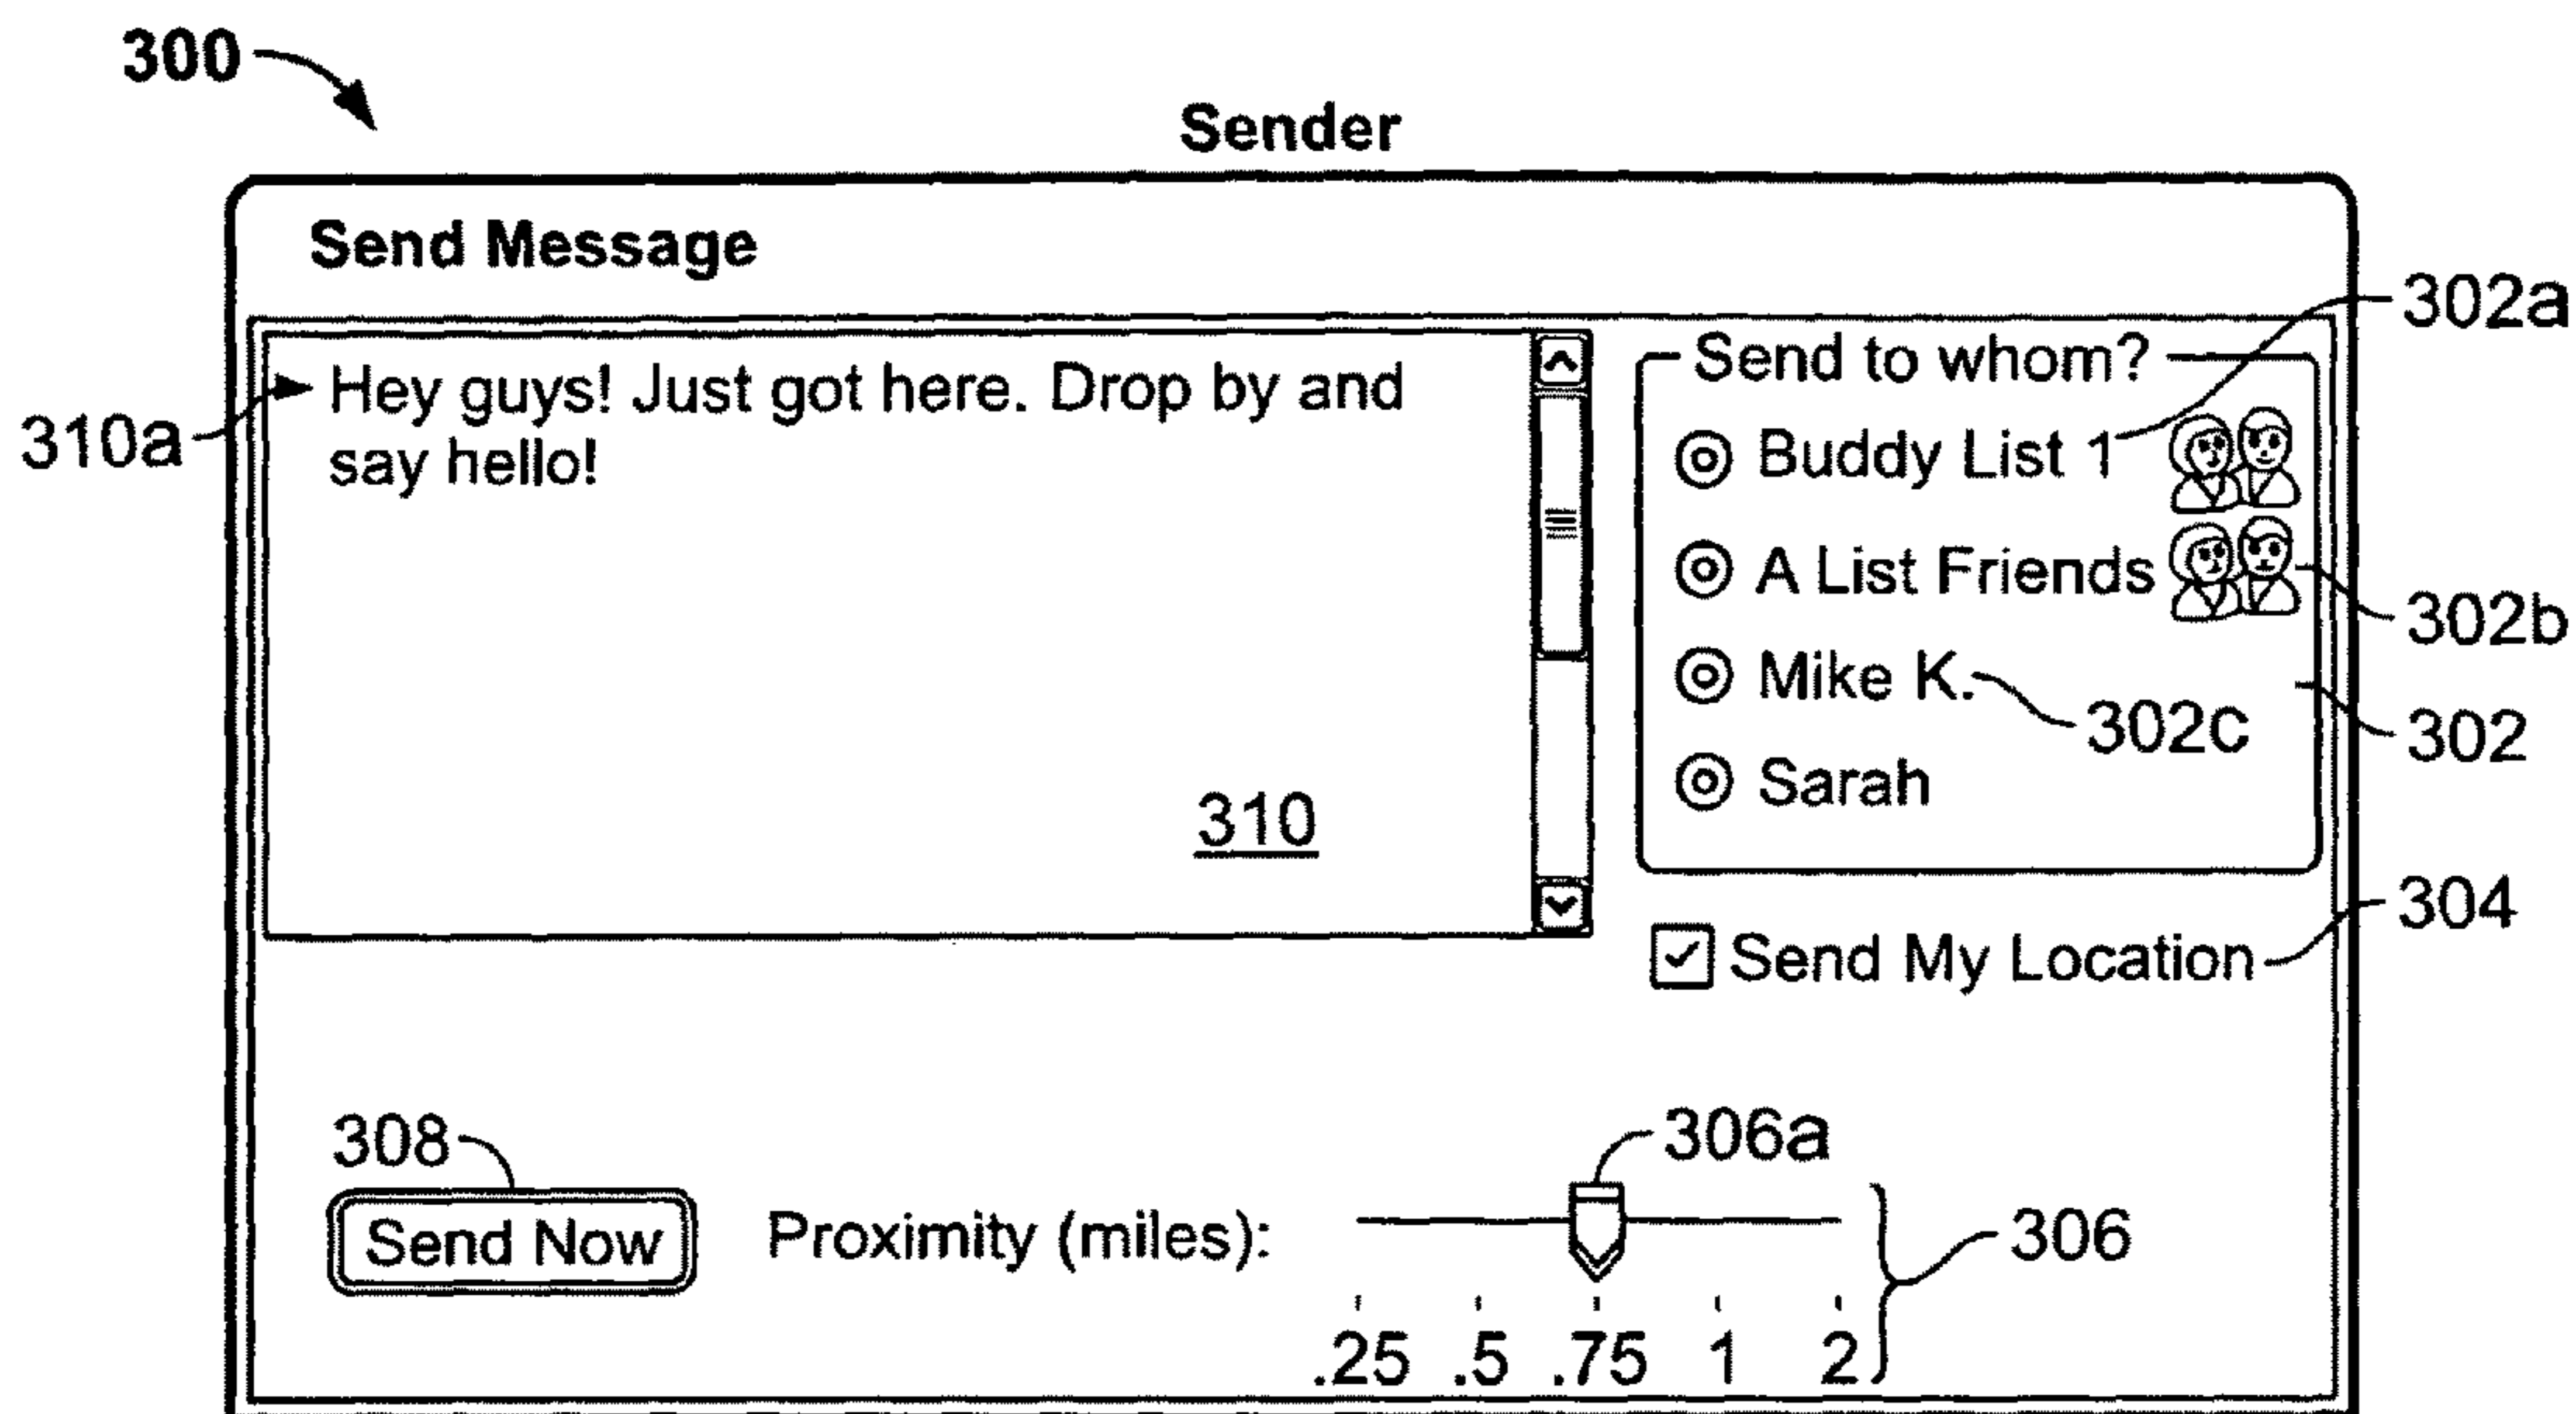 300
Sender
Send Message
302a
310a
Hey guys! Just got here. Drop by and
say hello!
310
Send to whom?
Buddy List 1
A List Friends
302b
Mike K.
302c
302
Sarah
304
Send My Location
308
Send Now
Proximity (miles):
306a
306
.25 .5 .75 1 2